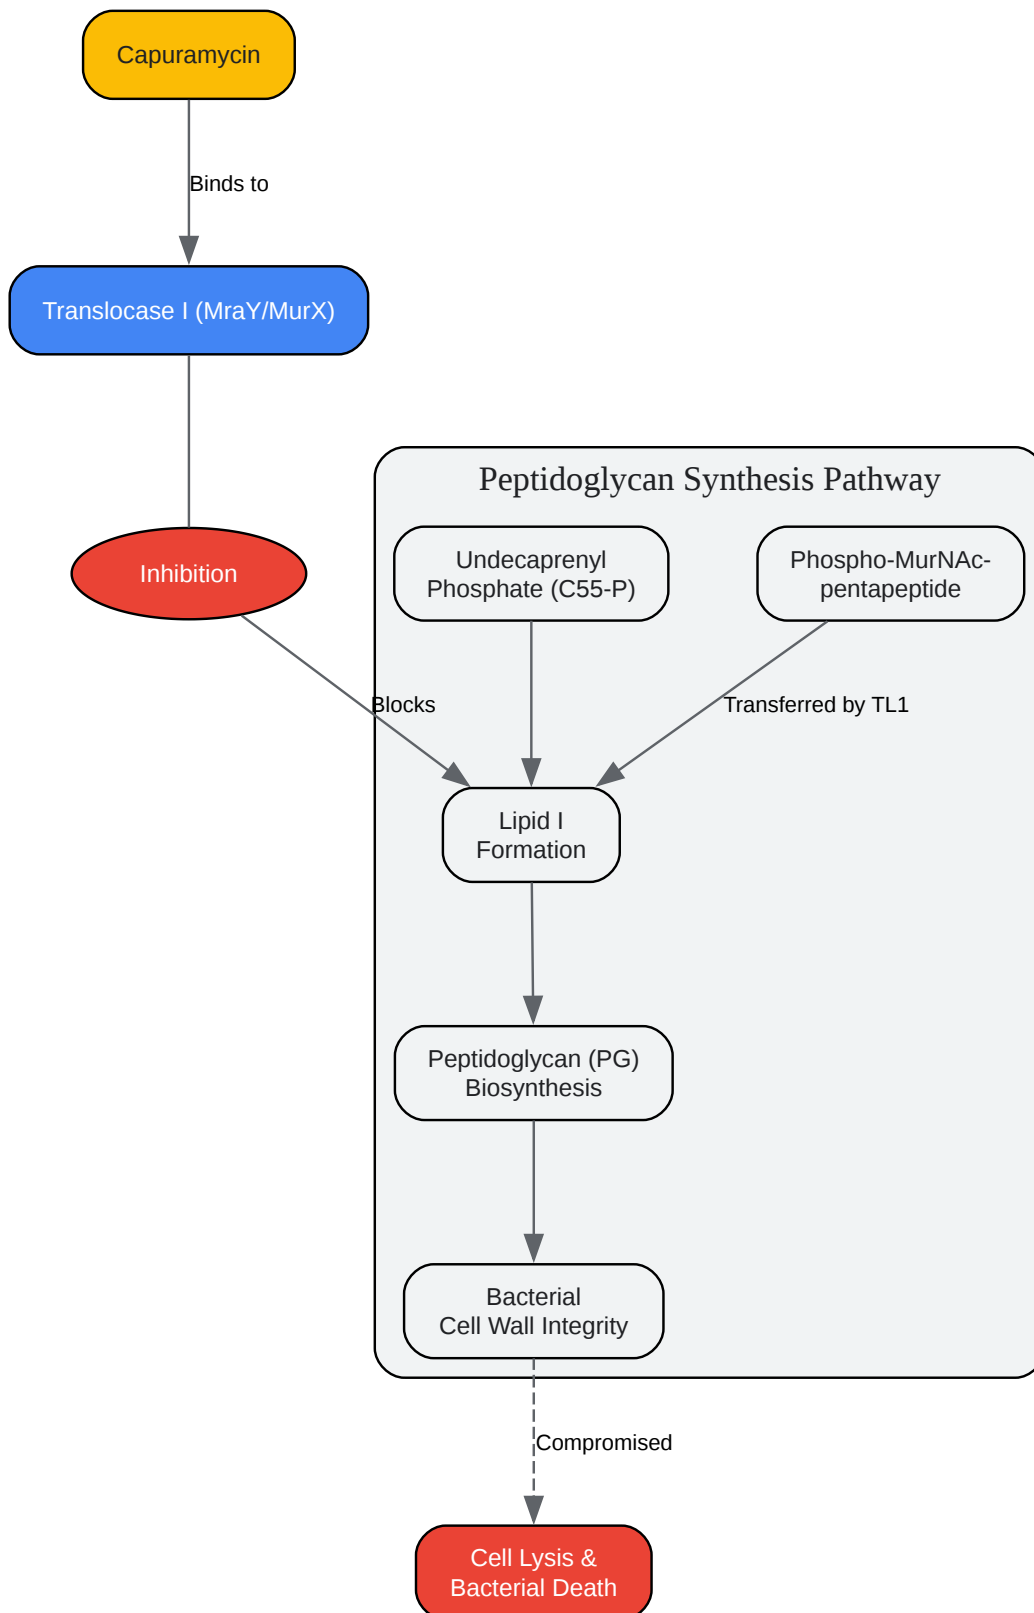 Capuramycin
Binds to
Translocase I (MraY/MurX)
Peptidoglycan Synthesis Pathway
Inhibition
Undecaprenyl
Phosphate (C55-P)
Phospho-MurNAc-
pentapeptide
Blocks
Transferred by TL1
Lipid I
Formation
Peptidoglycan (PG)
Biosynthesis
Bacterial
Cell Wall Integrity
Compromised
Cell Lysis &
Bacterial Death